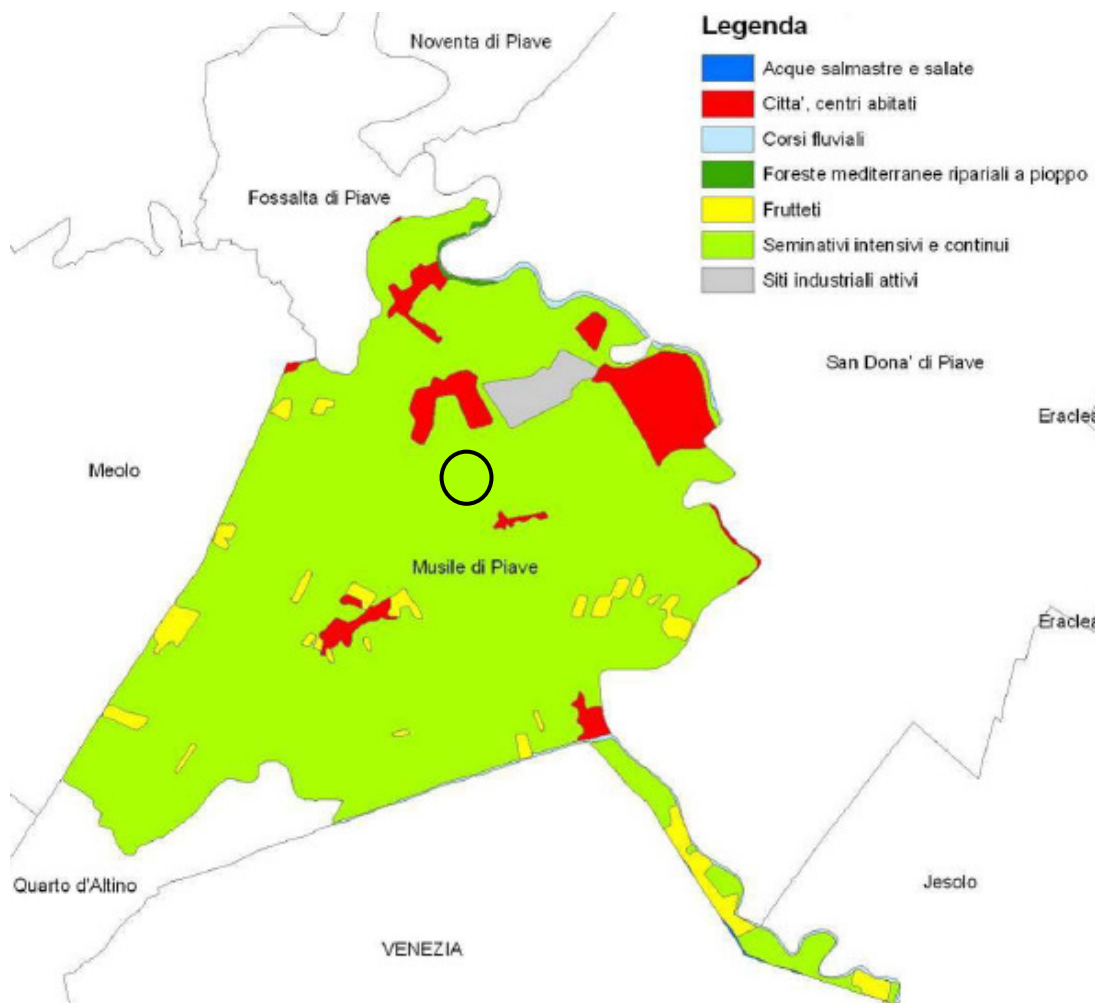 Legenda
Acque salmastre e salate
Citta', centri abitati
Corsi fluviali
Foreste mediterranee ripariali a pioppo
Frutteti
Seminativi intensivi e continui
Siti industriali attivi
Noventa di Piave
Fossalta di Piave
San Dona' di Piave
Eraclea
Meolo
Musile di Piave
Eraclea
Quarto d'Altino
Jesolo
VENEZIA